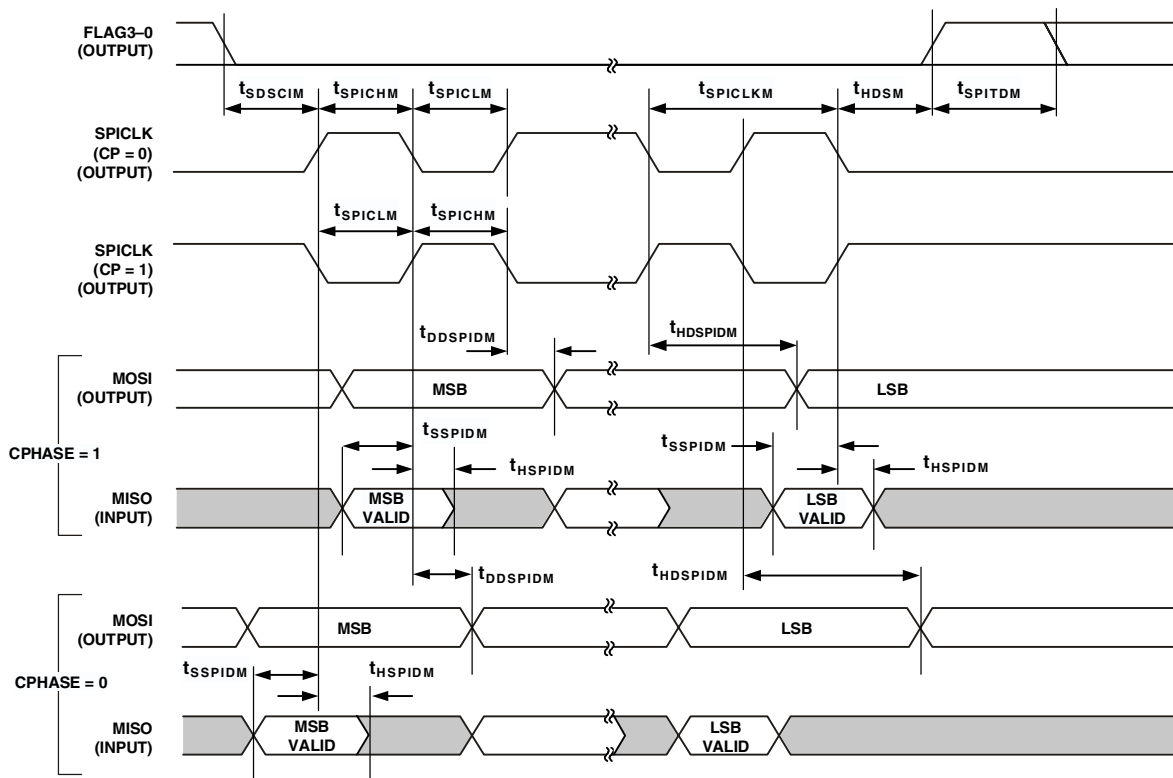 FLAG3–0
(OUTPUT)
tSDSCIM
tSPICHM
tSPICLM
tSPICLKM
tHDSM
tSPITDM
SPICLK
(CP = 0)
(OUTPUT)
tSPICLM
tSPICHM
SPICLK
(CP = 1)
(OUTPUT)
tDDSPIDM
tHDSPIDM
CPHASE = 1
MOSI
(OUTPUT)
MSB
LSB
tSSPIDM
tHSPIDM
tSSPIDM
tHSPIDM
MISO
(INPUT)
MSB
VALID
LSB
VALID
tDDSPIDM
tHDSPIDM
CPHASE = 0
MOSI
(OUTPUT)
MSB
LSB
tSSPIDM
tHSPIDM
MISO
(INPUT)
MSB
VALID
LSB
VALID